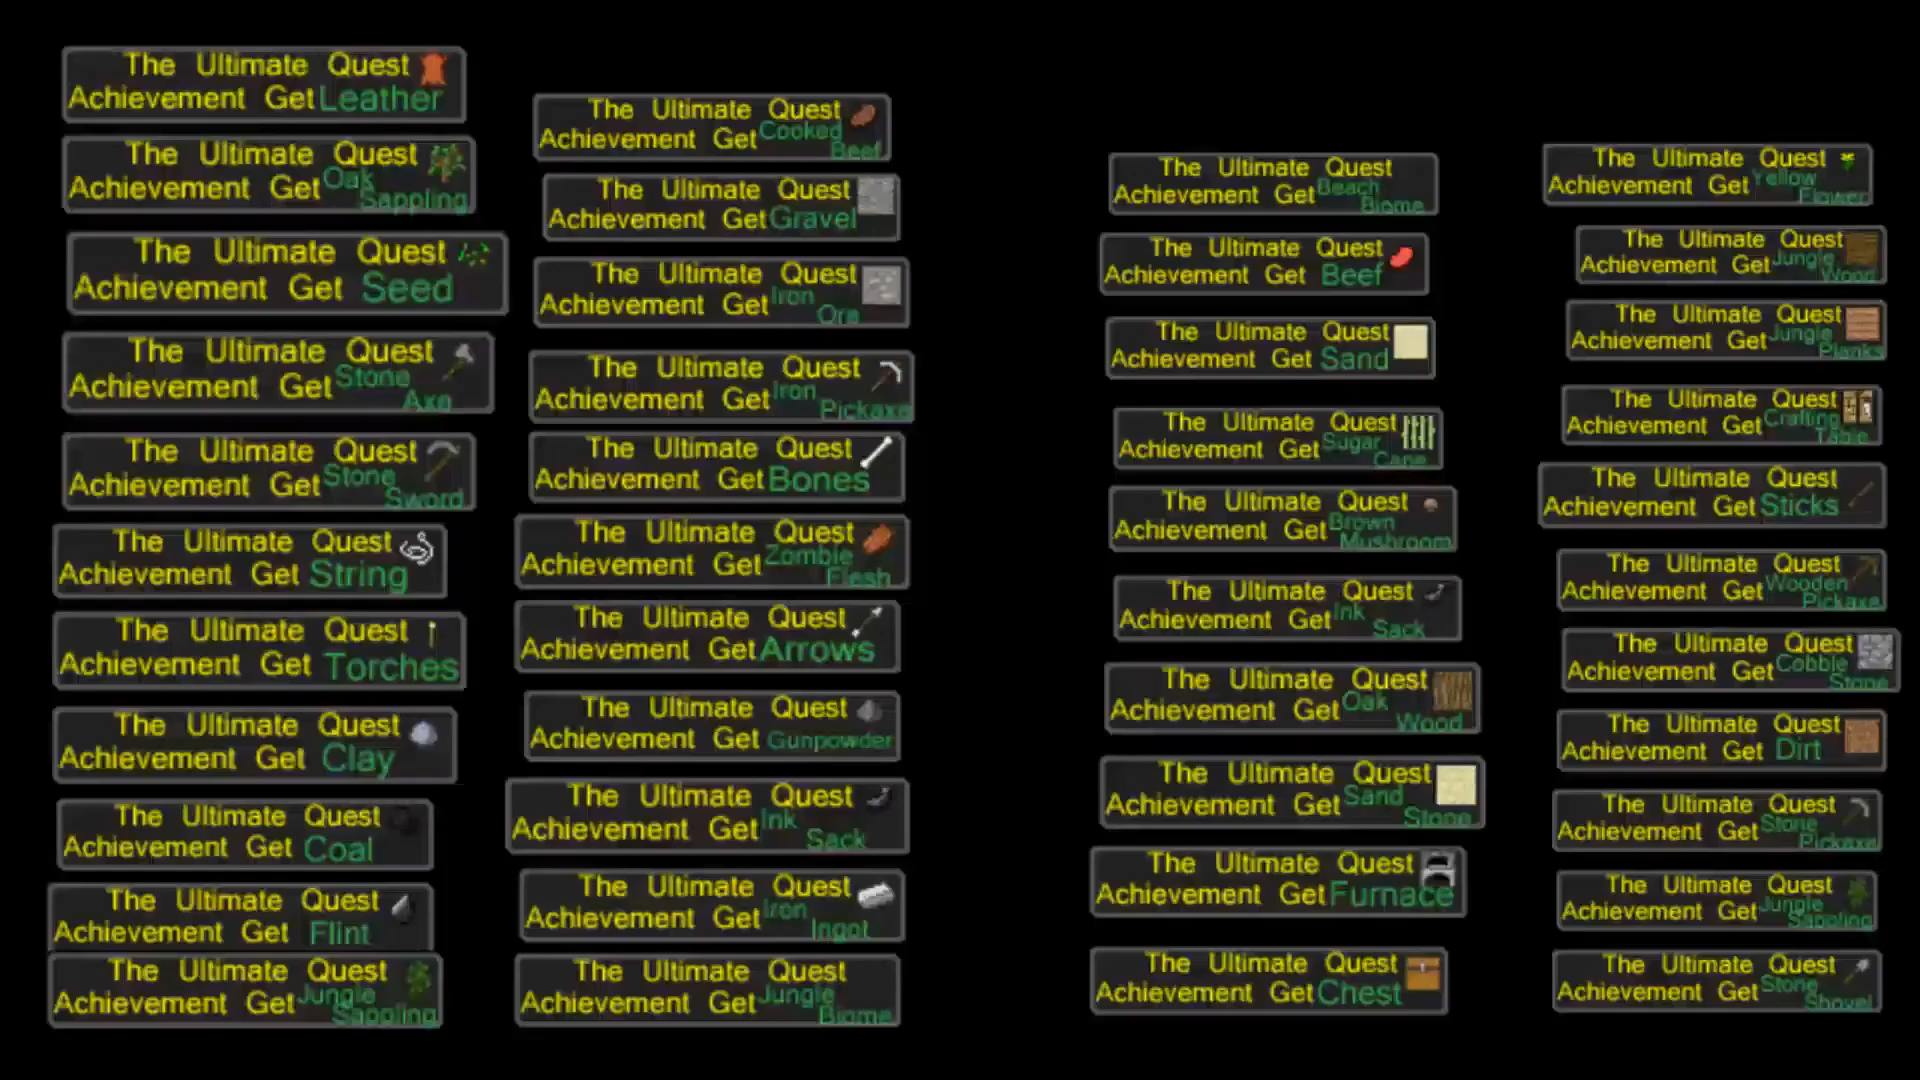 The Ultimate Quest
Achievement Get Leather
The Ultimate Quest
Achievement Get Oak Sappling
The Ultimate Quest
Achievement Get Seed
The Ultimate Quest
Achievement Get Stone Axe
The Ultimate Quest
Achievement Get Stone Sword
The Ultimate Quest
Achievement Get String
The Ultimate Quest
Achievement Get Torches
The Ultimate Quest
Achievement Get Clay
The Ultimate Quest
Achievement Get Coal
The Ultimate Quest
Achievement Get Flint
The Ultimate Quest
Achievement Get Jungle Sappling
The Ultimate Quest
Achievement Get Cooked Beef
The Ultimate Quest
Achievement Get Gravel
The Ultimate Quest
Achievement Get Iron Ore
The Ultimate Quest
Achievement Get Iron Pickaxe
The Ultimate Quest
Achievement Get Bones
The Ultimate Quest
Achievement Get Zombie Flesh
The Ultimate Quest
Achievement Get Arrows
The Ultimate Quest
Achievement Get Gunpowder
The Ultimate Quest
Achievement Get Ink Sack
The Ultimate Quest
Achievement Get Iron Ingot
The Ultimate Quest
Achievement Get Jungle Biome
The Ultimate Quest
Achievement Get Beach Biome
The Ultimate Quest
Achievement Get Beef
The Ultimate Quest
Achievement Get Sand
The Ultimate Quest
Achievement Get Sugar Cane
The Ultimate Quest
Achievement Get Brown Mushroom
The Ultimate Quest
Achievement Get Ink Sack
The Ultimate Quest
Achievement Get Oak Wood
The Ultimate Quest
Achievement Get Sand Stone
The Ultimate Quest
Achievement Get Furnace
The Ultimate Quest
Achievement Get Chest
The Ultimate Quest
Achievement Get Yellow Flower
The Ultimate Quest
Achievement Get Jungle Wood
The Ultimate Quest
Achievement Get Jungle Planks
The Ultimate Quest
Achievement Get Crafting Table
The Ultimate Quest
Achievement Get Sticks
The Ultimate Quest
Achievement Get Wooden Pickaxe
The Ultimate Quest
Achievement Get Cobble Stone
The Ultimate Quest
Achievement Get Dirt
The Ultimate Quest
Achievement Get Stone Pickaxe
The Ultimate Quest
Achievement Get Jungle Sappling
The Ultimate Quest
Achievement Get Stone Shovel